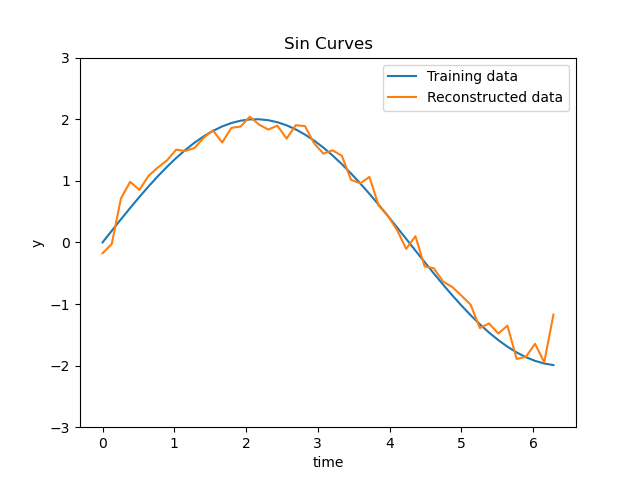 Sin Curves
Training data
Reconstructed data
3
2
1
0
−1
−2
−3
y
0
1
2
3
4
5
6
time